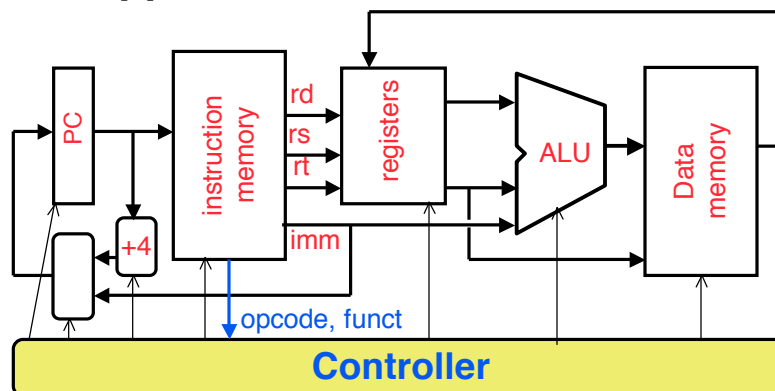 PC
+4
instruction
memory
rd
rs
rt
imm
registers
ALU
Data
memory
opcode, funct
Controller